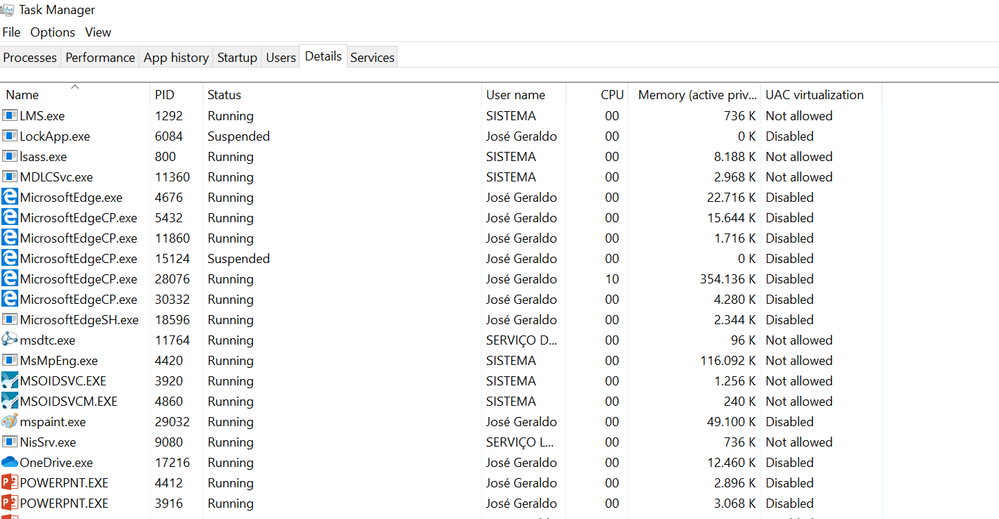 Task Manager
File Options View
Processes Performance App history Startup Users Details Services
Name PID Status User name CPU Memory (active priv... UAC virtualization
LMS.exe 1292 Running SISTEMA 00 736 K Not allowed
LockApp.exe 6084 Suspended José Geraldo 00 0 K Disabled
lsass.exe 800 Running SISTEMA 00 8.188 K Not allowed
MDLCSvc.exe 11360 Running SISTEMA 00 2.968 K Not allowed
MicrosoftEdge.exe 4676 Running José Geraldo 00 22.716 K Disabled
MicrosoftEdgeCP.exe 5432 Running José Geraldo 00 15.644 K Disabled
MicrosoftEdgeCP.exe 11860 Running José Geraldo 00 1.716 K Disabled
MicrosoftEdgeCP.exe 15124 Suspended José Geraldo 00 0 K Disabled
MicrosoftEdgeCP.exe 28076 Running José Geraldo 10 354.136 K Disabled
MicrosoftEdgeCP.exe 30332 Running José Geraldo 00 4.280 K Disabled
MicrosoftEdgeSH.exe 18596 Running José Geraldo 00 2.344 K Disabled
msdtc.exe 11764 Running SERVIÇO D... 00 96 K Not allowed
MsMpEng.exe 4420 Running SISTEMA 00 116.092 K Not allowed
MSOIDSVC.EXE 3920 Running SISTEMA 00 1.256 K Not allowed
MSOIDSVCM.EXE 4860 Running SISTEMA 00 240 K Not allowed
mspaint.exe 29032 Running José Geraldo 00 49.100 K Disabled
NisSrv.exe 9080 Running SERVIÇO L... 00 736 K Not allowed
OneDrive.exe 17216 Running José Geraldo 00 12.460 K Disabled
POWERPNT.EXE 4412 Running José Geraldo 00 2.896 K Disabled
POWERPNT.EXE 3916 Running José Geraldo 00 3.068 K Disabled